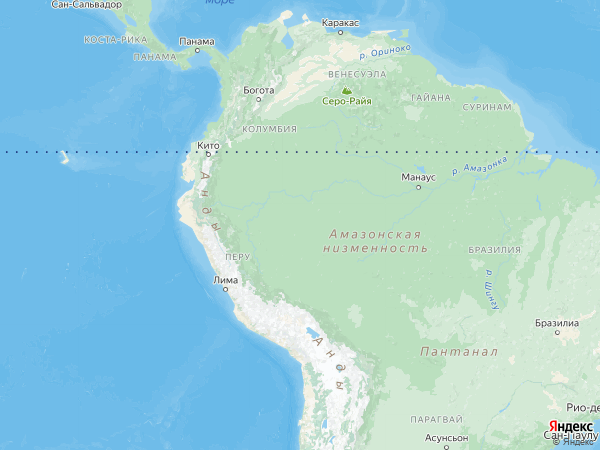 море
Сан-Сальвадор
Каракас
КОСТА-РИКА
Панама
ПАНАМА
р. Ориноко
ВЕНЕСУЭЛА
Богота
Серо-Райя
ГАЙАНА
СУРИНАМ
КОЛУМБИЯ
Кито
р. Амазонка
Манаус
Анды
Амазонская
низменность
БРАЗИЛИЯ
ПЕРУ
р. Шингу
Лима
Бразилиа
Анды
Пантанал
Рио-де
ПАРАГВАЙ
Асунсьон
Сан-Паулу
Яндекс
© Яндекс